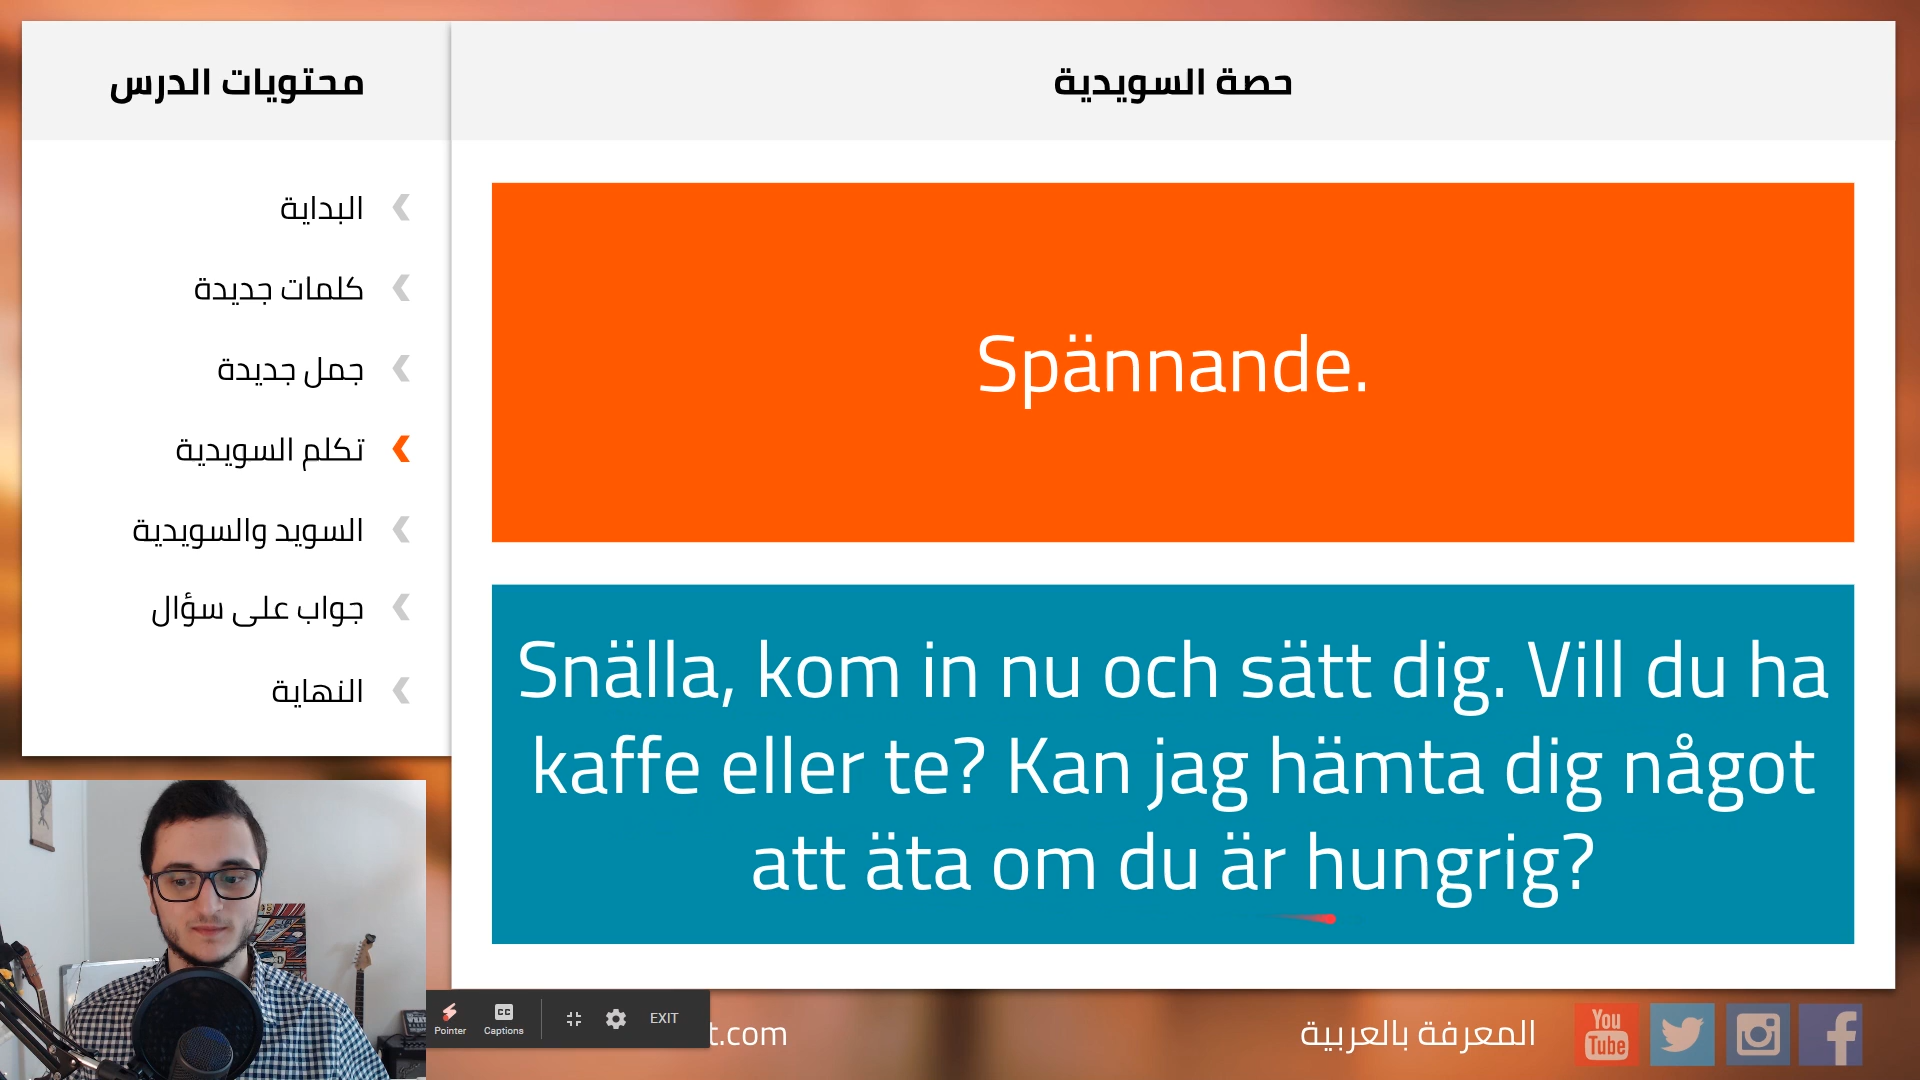 حصة السويدية
محتويات الدرس
البداية
كلمات جديدة
جمل جديدة
تكلم السويدية
السويد والسويدية
جواب على سؤال
النهاية
Spännande.
Snälla, kom in nu och sätt dig. Vill du ha
kaffe eller te? Kan jag hämta dig något
att äta om du är hungrig?
Pointer
CC
Captions
EXIT
t.com
المعرفة بالعربية
You
Tube